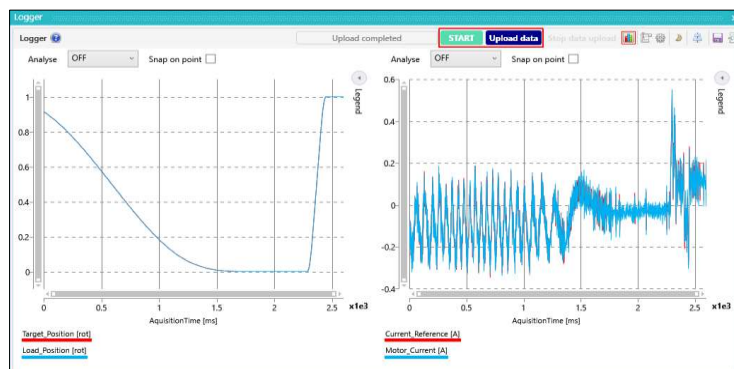 Logger
Logger ?
Upload completed
START
Upload data
Stop data upload
Analyse OFF Snap on point
Analyse OFF Snap on point
Legend
1
0.8
0.6
0.4
0.2
0
0 0.5 1 1.5 2 2.5 x1e3
AquisitionTime [ms]
Target_Position [rot]
Load_Position [rot]
Legend
0.6
0.4
0.2
0
-0.2
-0.4
0 0.5 1 1.5 2 2.5 x1e3
AquisitionTime [ms]
Current_Reference [A]
Motor_Current [A]